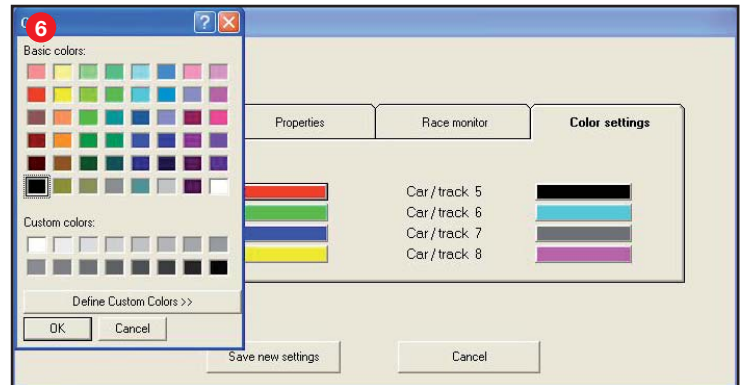 6
?
Basic colors:
Custom colors:
Define Custom Colors >>
OK Cancel
Properties Race monitor Color settings
Car/track 5
Car/track 6
Car/track 7
Car/track 8
Save new settings Cancel